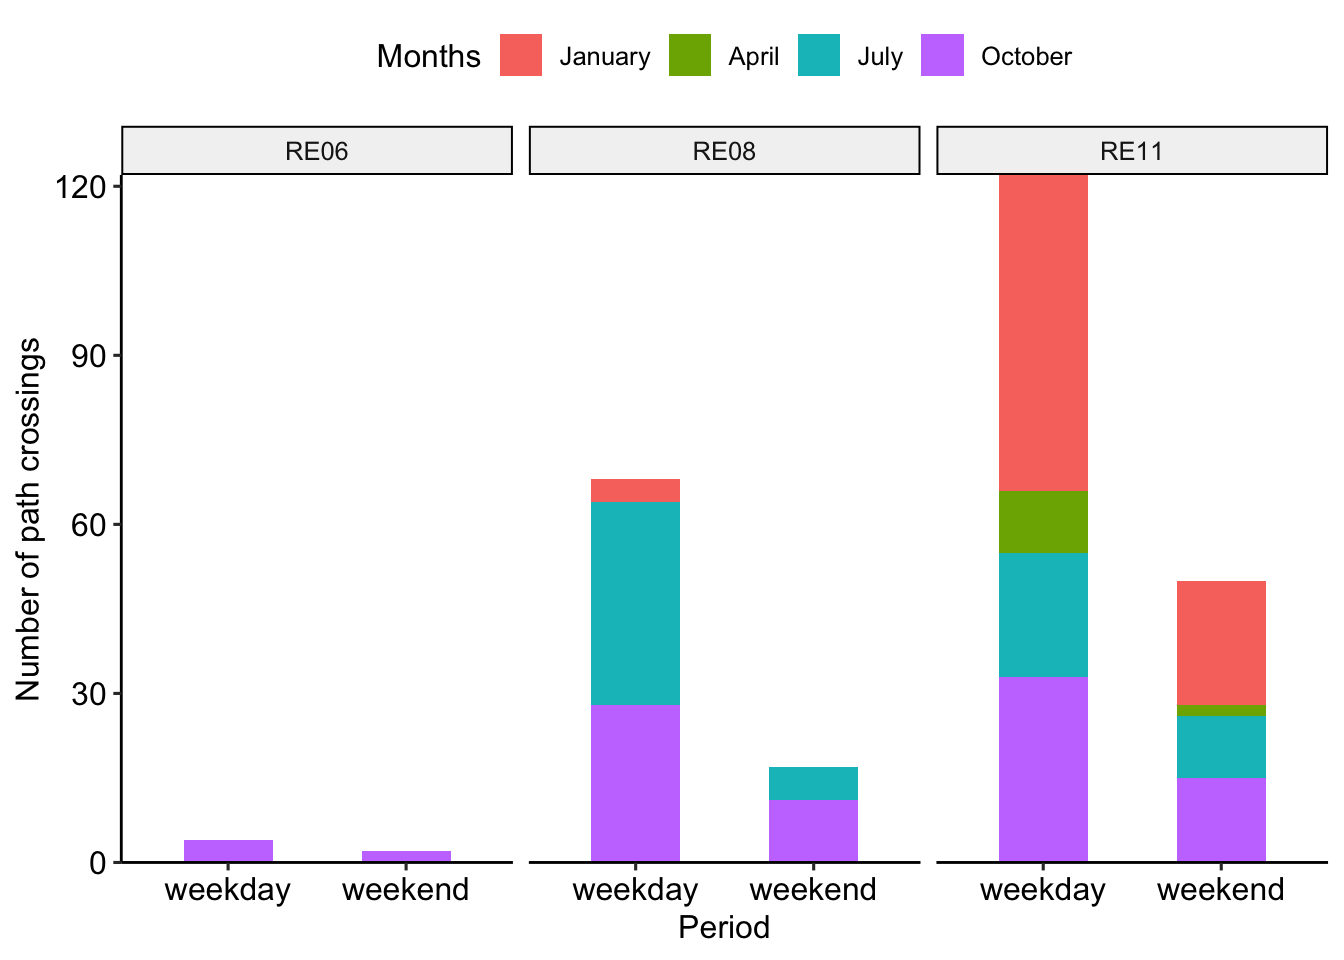 Months January April July October
RE06 RE08 RE11
120
90
60
30
0
Number of path crossings
weekday weekend weekday weekend weekday weekend
Period